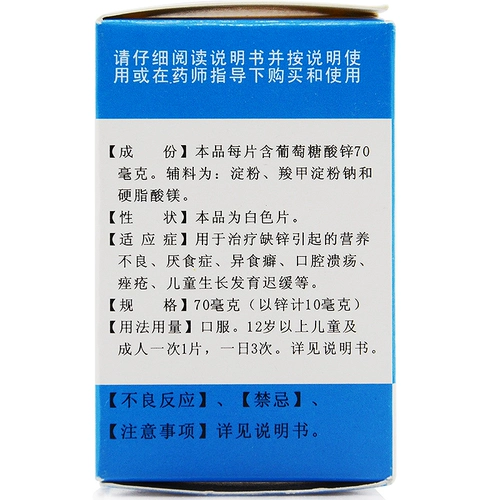 请仔细阅读说明书并按说明使
用或在药师指导下购买和使用
【成 份】本品每片含葡萄糖酸锌70
毫克。辅料为：淀粉、羧甲淀粉钠和
硬脂酸镁。
【性 状】本品为白色片。
【适应症】用于治疗缺锌引起的营养
不良、厌食症、异食癖、口腔溃疡、
痤疮、儿童生长发育迟缓等。
【规 格】70毫克（以锌计10毫克）
【用法用量】口服。12岁以上儿童及
成人一次1片，一日3次。详见说明书。
【不良反应】、【禁忌】、
【注意事项】详见说明书。